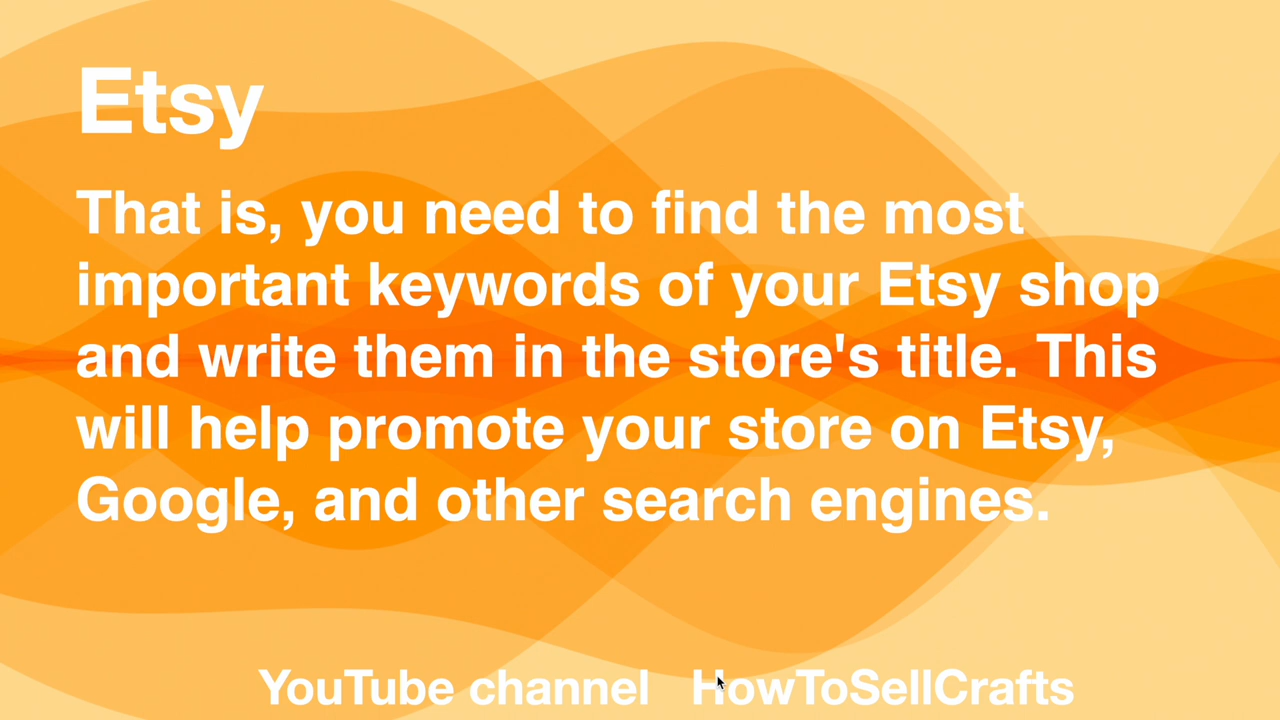 Etsy
That is, you need to find the most
important keywords of your Etsy shop
and write them in the store's title. This
will help promote your store on Etsy,
Google, and other search engines.
YouTube channel HowToSellCrafts